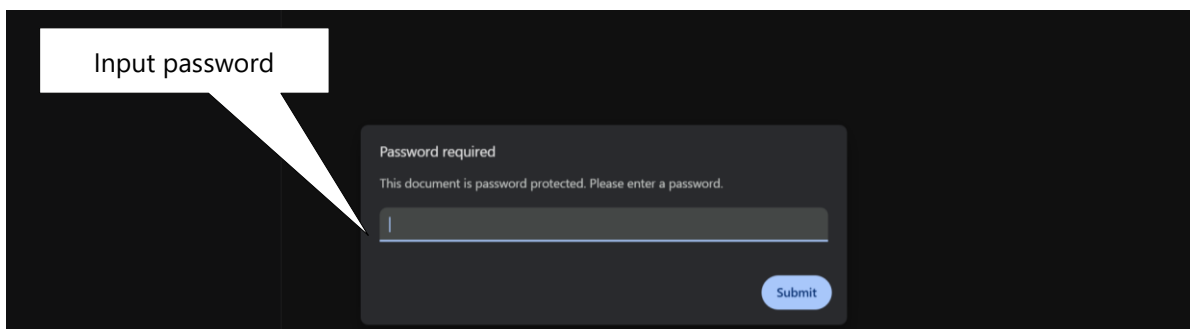 Input password
Password required
This document is password protected. Please enter a password.
Submit